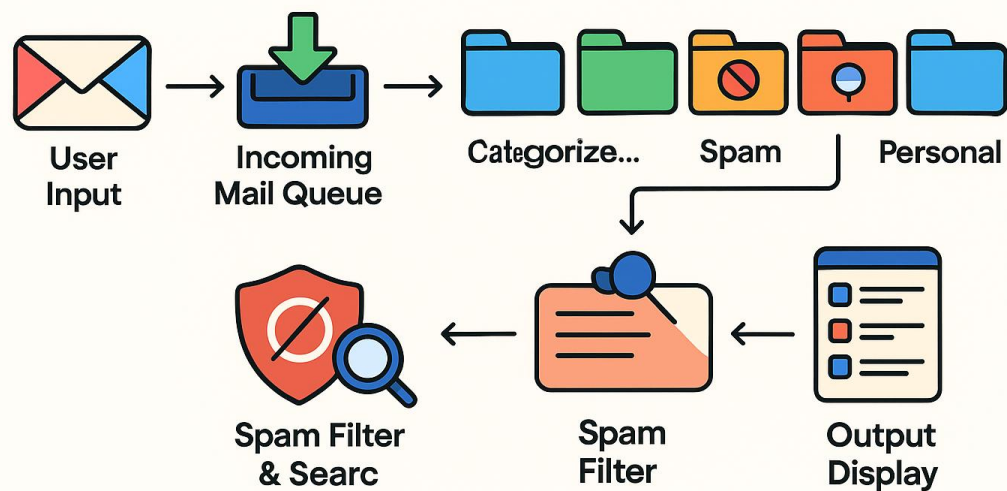 User
Input
Incoming
Mail Queue
Categorize...
Spam
Personal
Spam Filter
& Searc
Spam
Filter
Output
Display